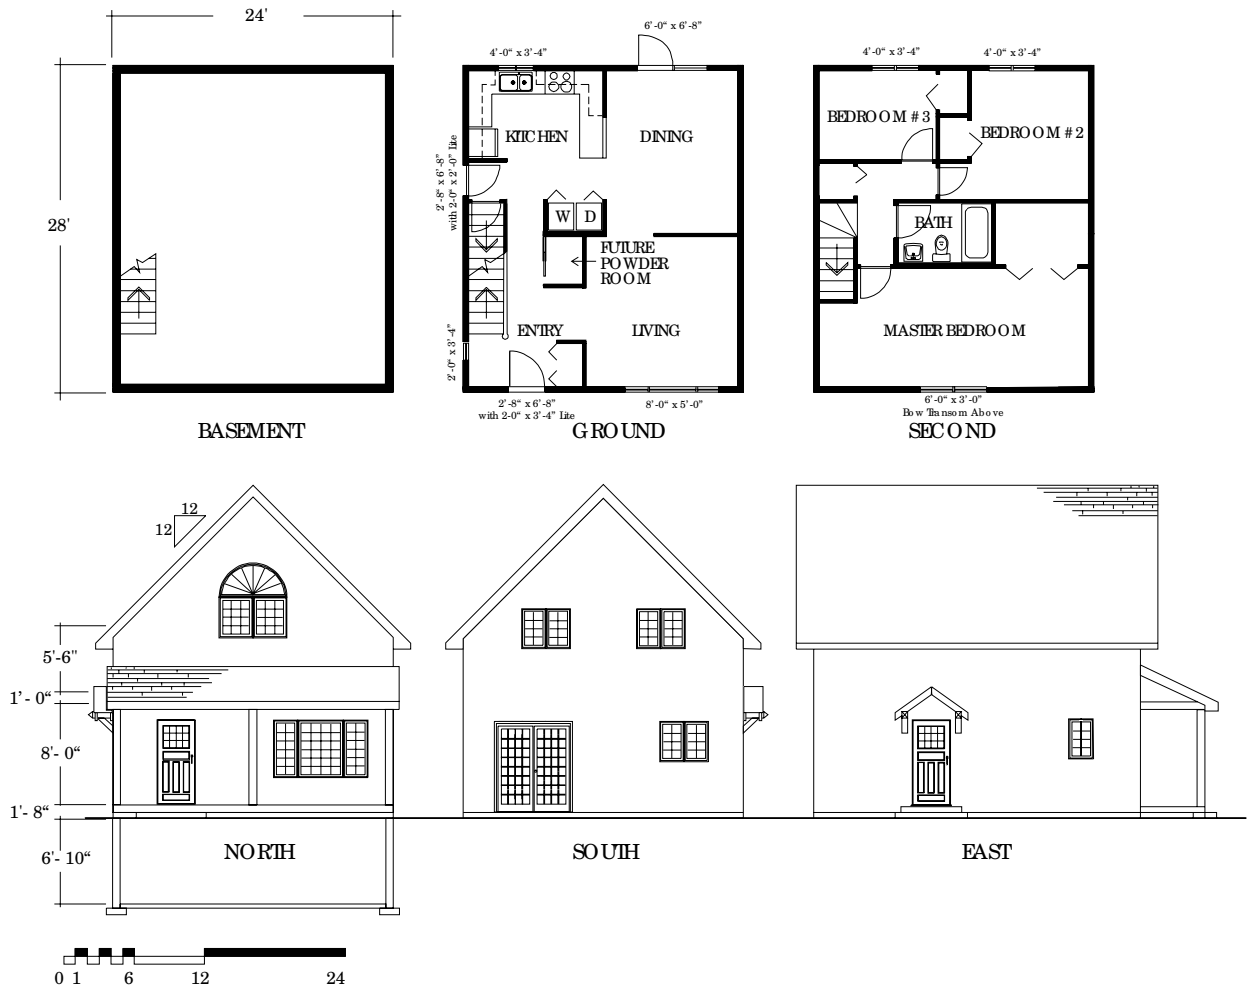 24'
28'
BASEMENT
6'-0“ x 6'-8”
4'-0“ x 3'-4”
KITCHEN
DINING
2'-8“ x 6'-8”
with 2-0“ x 2'-0” Lite
W D
FUTURE
POWDER
ROOM
ENTRY
LIVING
2'-0“ x 3'-4”
2'-8“ x 6'-8”
with 2-0“ x 3'-4” Lite
8'-0“ x 5'-0”
GROUND
4'-0“ x 3'-4”
4'-0“ x 3'-4”
BEDROOM #3
BEDROOM #2
BATH
MASTER BEDROOM
6'-0“ x 3'-0”
Bow Transom Above
SECOND
12
12
5'-6"
1'- 0“
8'- 0“
1'- 8“
6'- 10“
NORTH
SOUTH
EAST
0 1 6 12 24